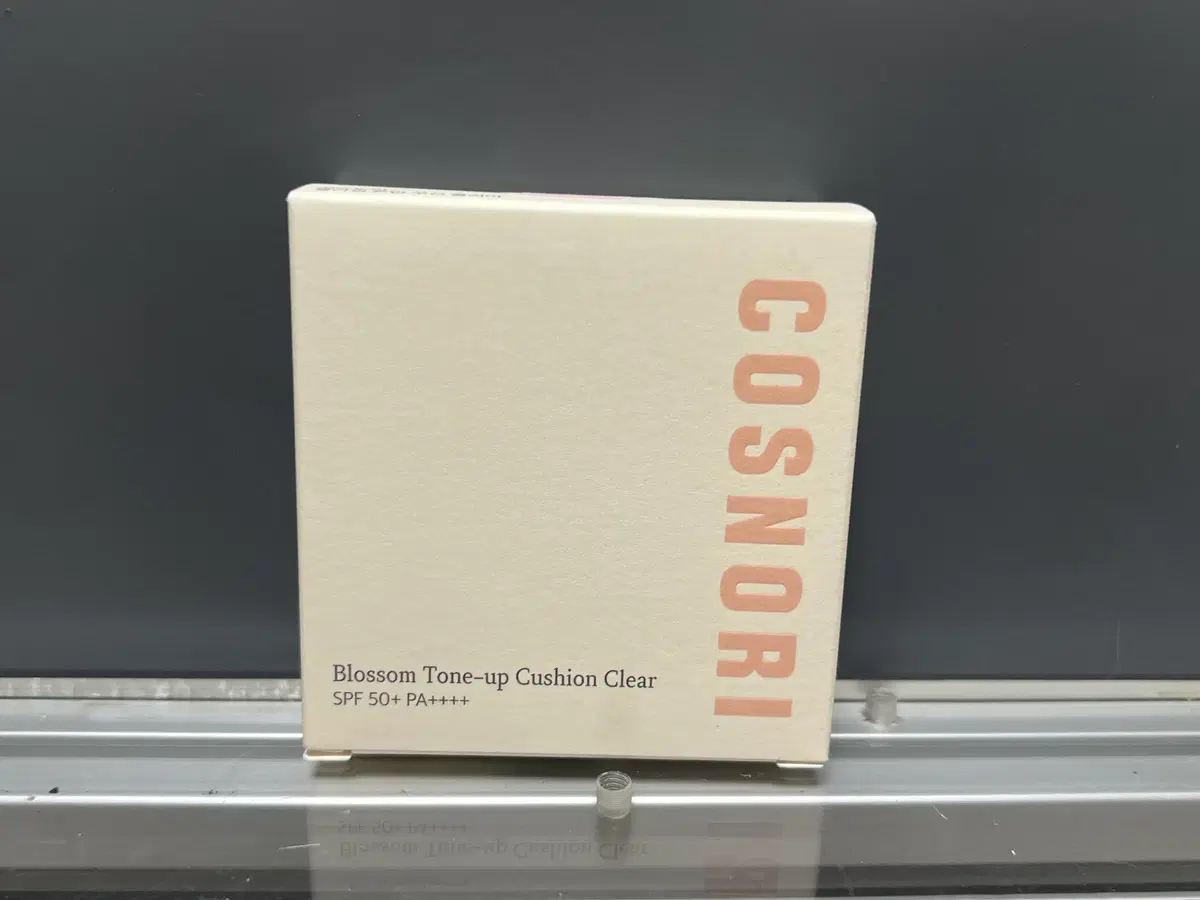 COSNORI
Blossom Tone-up Cushion Clear
SPF 50+ PA++++